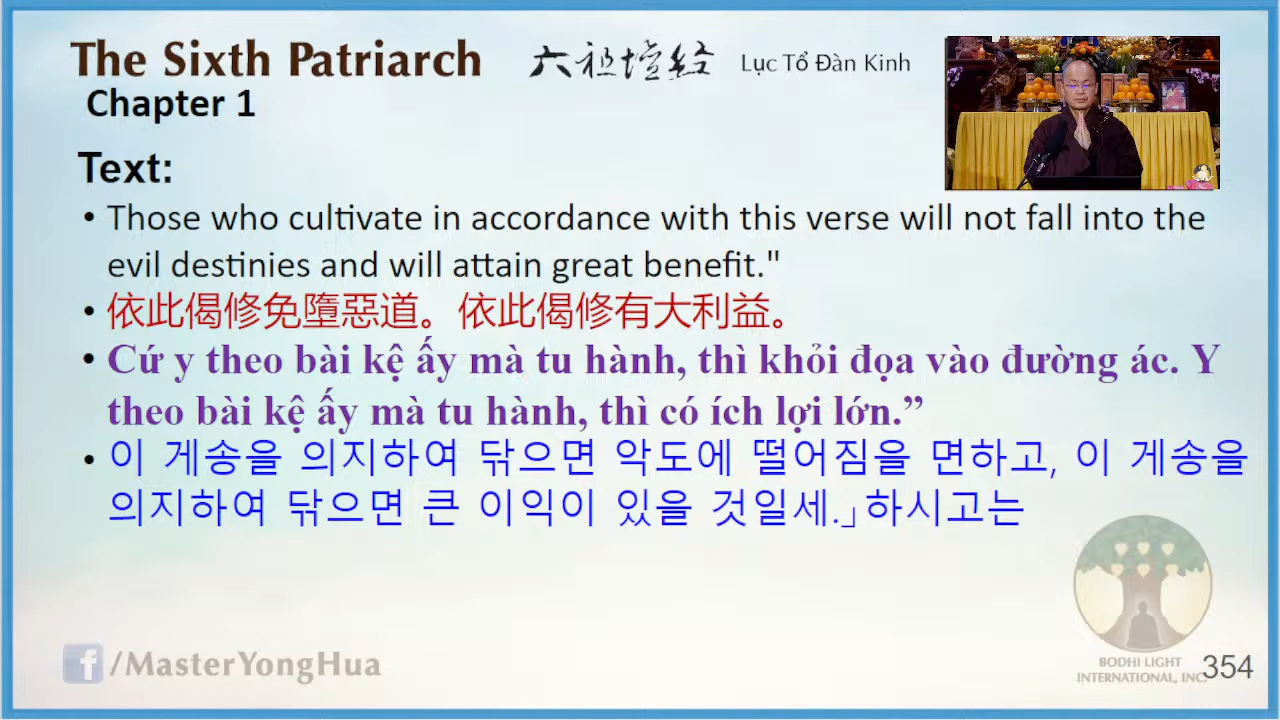 The Sixth Patriarch 六祖壇经 Lục Tổ Đàn Kinh
Chapter 1
Text:
• Those who cultivate in accordance with this verse will not fall into the
evil destinies and will attain great benefit."
• 依此偈修免墮惡道。依此偈修有大利益。
• Cứ y theo bài kệ ấy mà tu hành, thì khỏi đọa vào đường ác. Y
theo bài kệ ấy mà tu hành, thì có ích lợi lớn.”
• 이 게송을 의지하여 닦으면 악도에 떨어짐을 면하고, 이 게송을
의지하여 닦으면 큰 이익이 있을 것일세.」하시고는
f /MasterYongHua
BODHI LIGHT
INTERNATIONAL, INC.
354